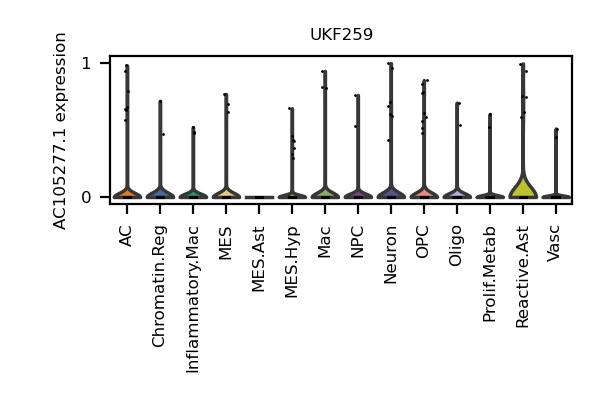 UKF259
AC105277.1 expression
1
0
AC
Chromatin.Reg
Inflammatory.Mac
MES
MES.Ast
MES.Hyp
Mac
NPC
Neuron
OPC
Oligo
Prolif.Metab
Reactive.Ast
Vasc